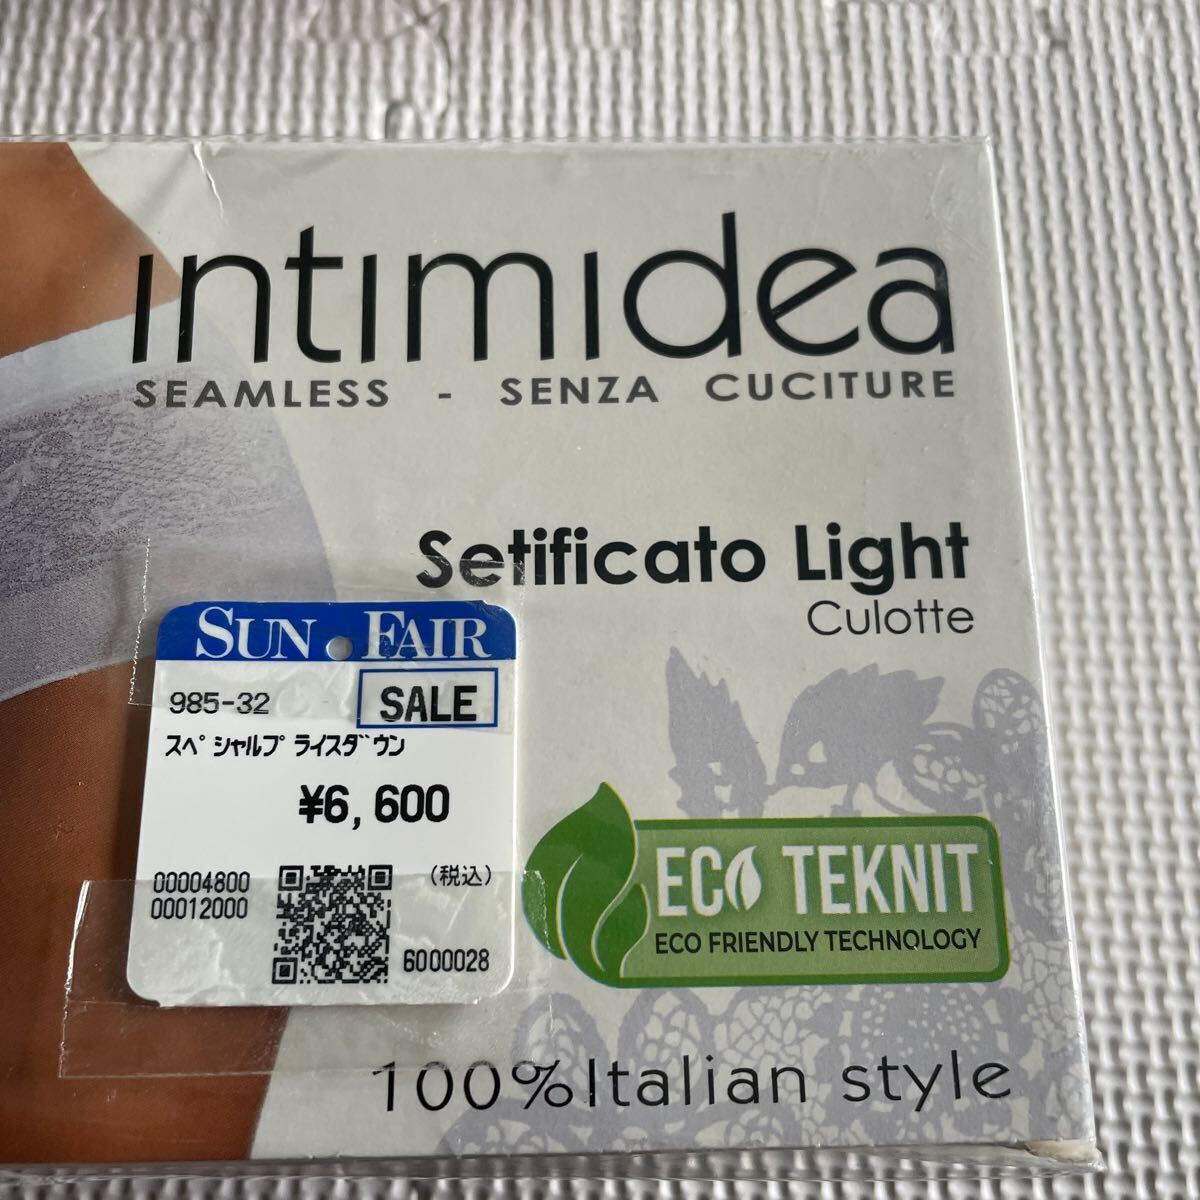 intimidea
SEAMLESS - SENZA CUCITURE
Setificato Light
Culotte
SUN FAIR
985-32
SALE
スペシャルプライスダウン
¥6,600
(税込)
00004800
00012000
6000028
ECO TEKNIT
ECO FRIENDLY TECHNOLOGY
100%Italian style